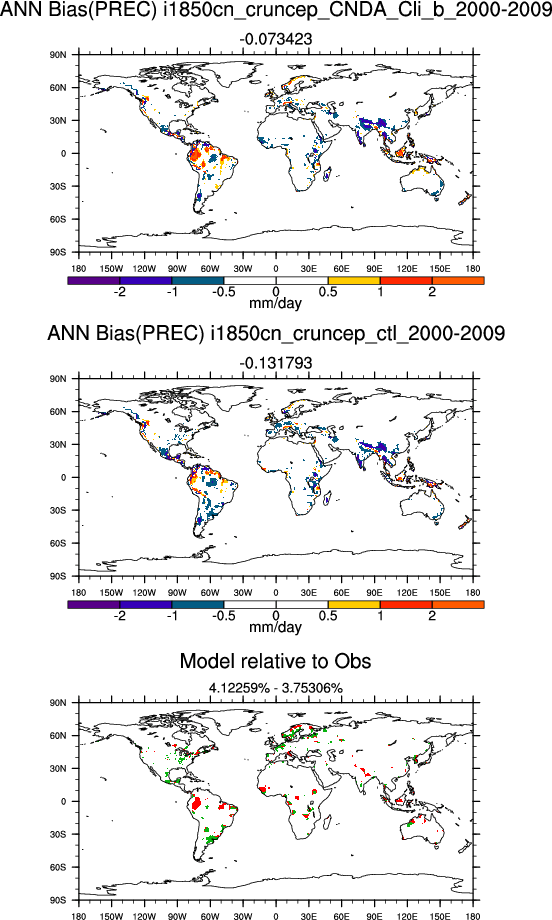 ANN Bias(PREC) i1850cn_cruncep_CNDA_Cli_b_2000-2009
-0.073423
90N
60N
30N
0
30S
60S
90S
180 150W 120W 90W 60W 30W 0 30E 60E 90E 120E 150E 180
-2 -1 -0.5 0 0.5 1 2
mm/day
ANN Bias(PREC) i1850cn_cruncep_ctl_2000-2009
-0.131793
90N
60N
30N
0
30S
60S
90S
180 150W 120W 90W 60W 30W 0 30E 60E 90E 120E 150E 180
-2 -1 -0.5 0 0.5 1 2
mm/day
Model relative to Obs
4.12259% - 3.75306%
90N
60N
30N
0
30S
60S
90S
180 150W 120W 90W 60W 30W 0 30E 60E 90E 120E 150E 180